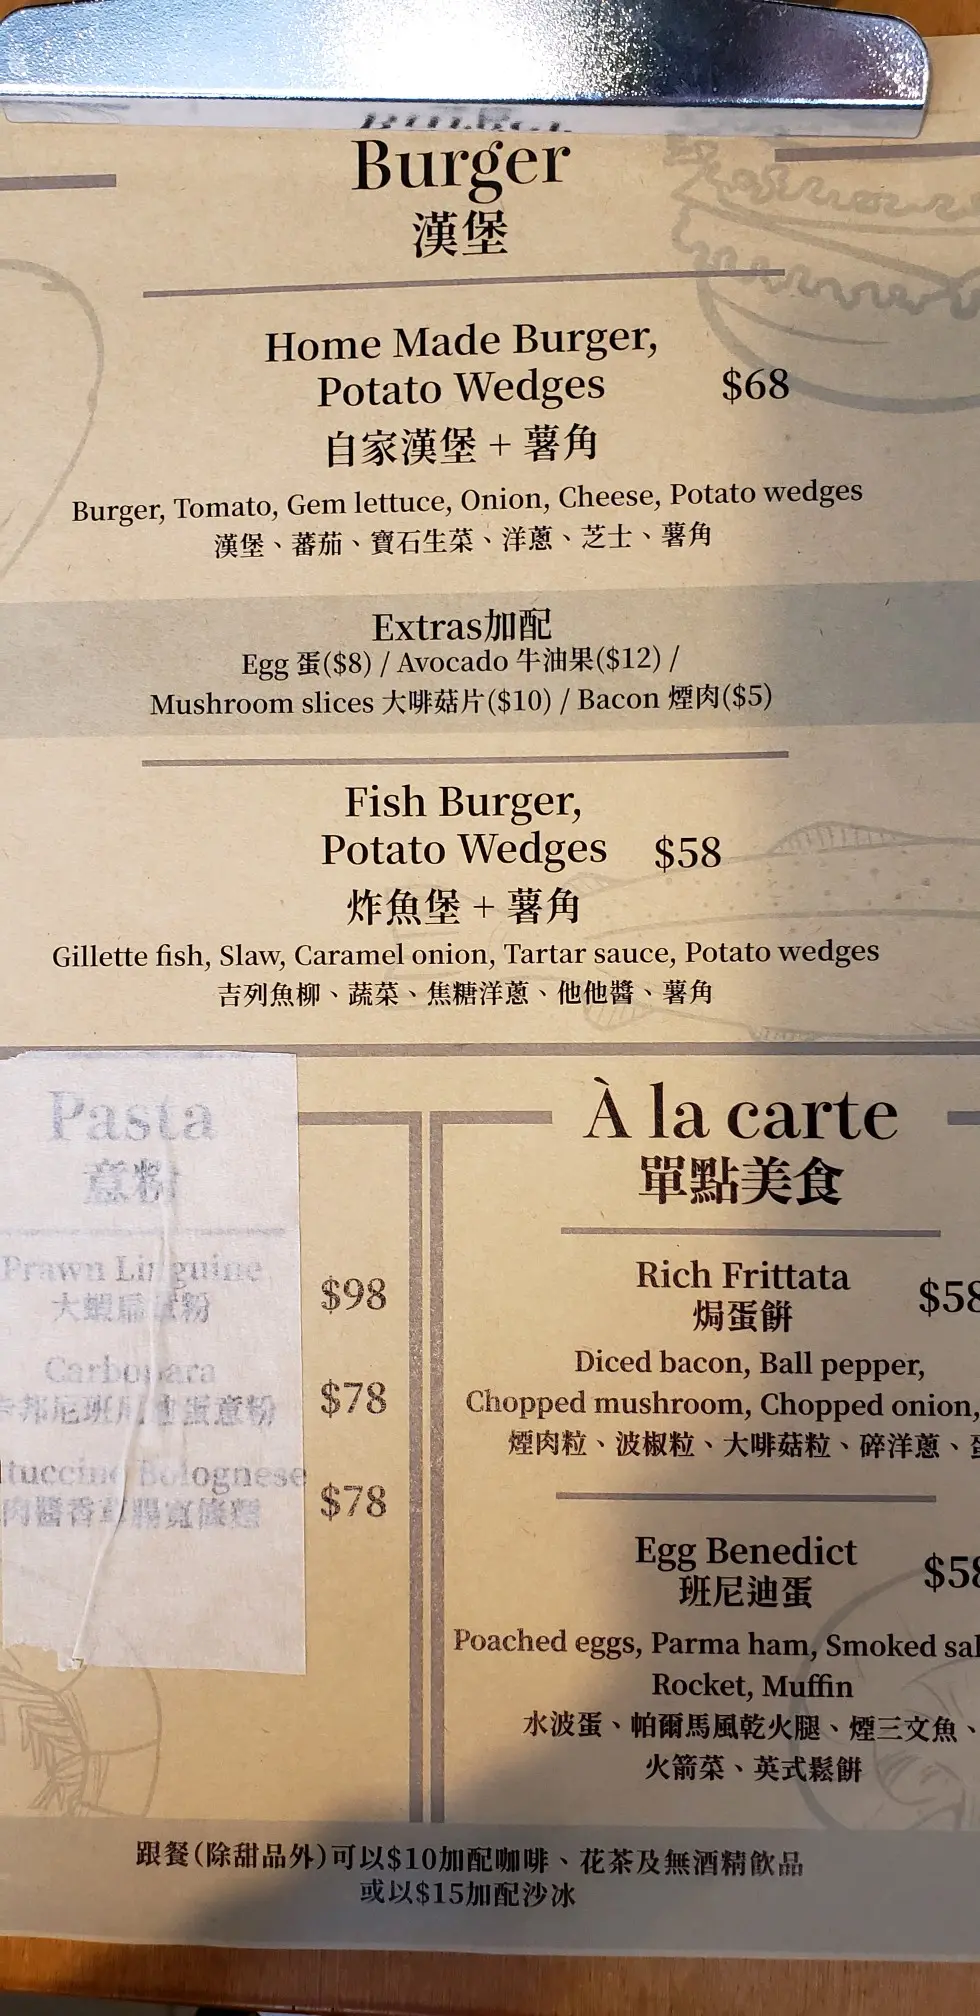 Burger
漢堡
Home Made Burger,
Potato Wedges $68
自家漢堡 + 薯角
Burger, Tomato, Gem lettuce, Onion, Cheese, Potato wedges
漢堡、蕃茄、寶石生菜、洋蔥、芝士、薯角
Extras加配
Egg 蛋($8) / Avocado 牛油果($12) /
Mushroom slices 大啡菇片($10) / Bacon 煙肉($5)
Fish Burger,
Potato Wedges $58
炸魚堡 + 薯角
Gillette fish, Slaw, Caramel onion, Tartar sauce, Potato wedges
吉列魚柳、蔬菜、焦糖洋蔥、他他醬、薯角
Pasta
意粉
Prawn Linguine
$98
Carbonara
$78
Bolognese
$78
À la carte
單點美食
Rich Frittata $58
焗蛋餅
Diced bacon, Ball pepper,
Chopped mushroom, Chopped onion,
煙肉粒、波椒粒、大啡菇粒、碎洋蔥、
Egg Benedict $58
班尼迪蛋
Poached eggs, Parma ham, Smoked
Rocket, Muffin
水波蛋、帕爾馬風乾火腿、煙三文魚、
火箭菜、英式鬆餅
跟餐(除甜品外)可以$10加配咖啡、花茶及無酒精飲品
或以$15加配沙冰